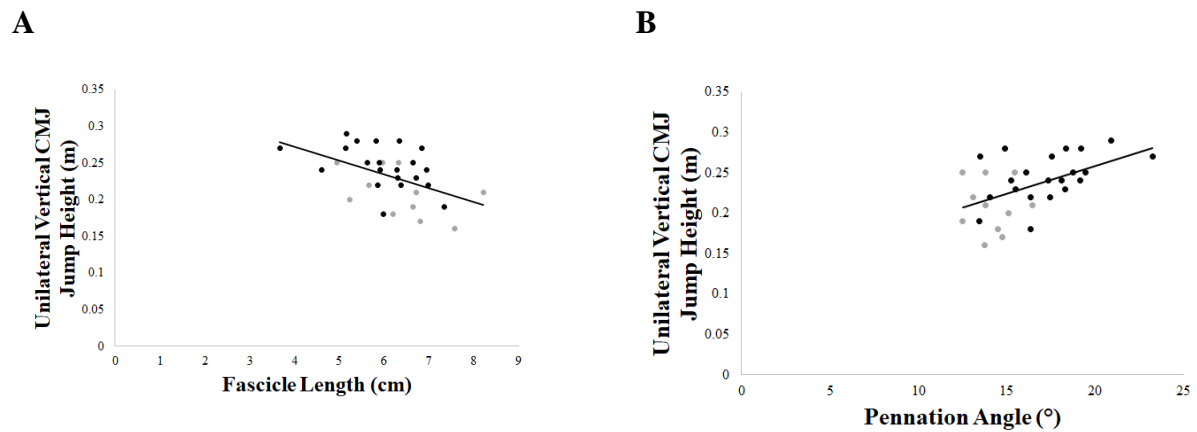 A
B
Unilateral Vertical CMJ
Jump Height (m)
0.35
0.3
0.25
0.2
0.15
0.1
0.05
0
0 1 2 3 4 5 6 7 8 9
Fascicle Length (cm)
Unilateral Vertical CMJ
Jump Height (m)
0.35
0.3
0.25
0.2
0.15
0.1
0.05
0
0 5 10 15 20 25
Pennation Angle (°)